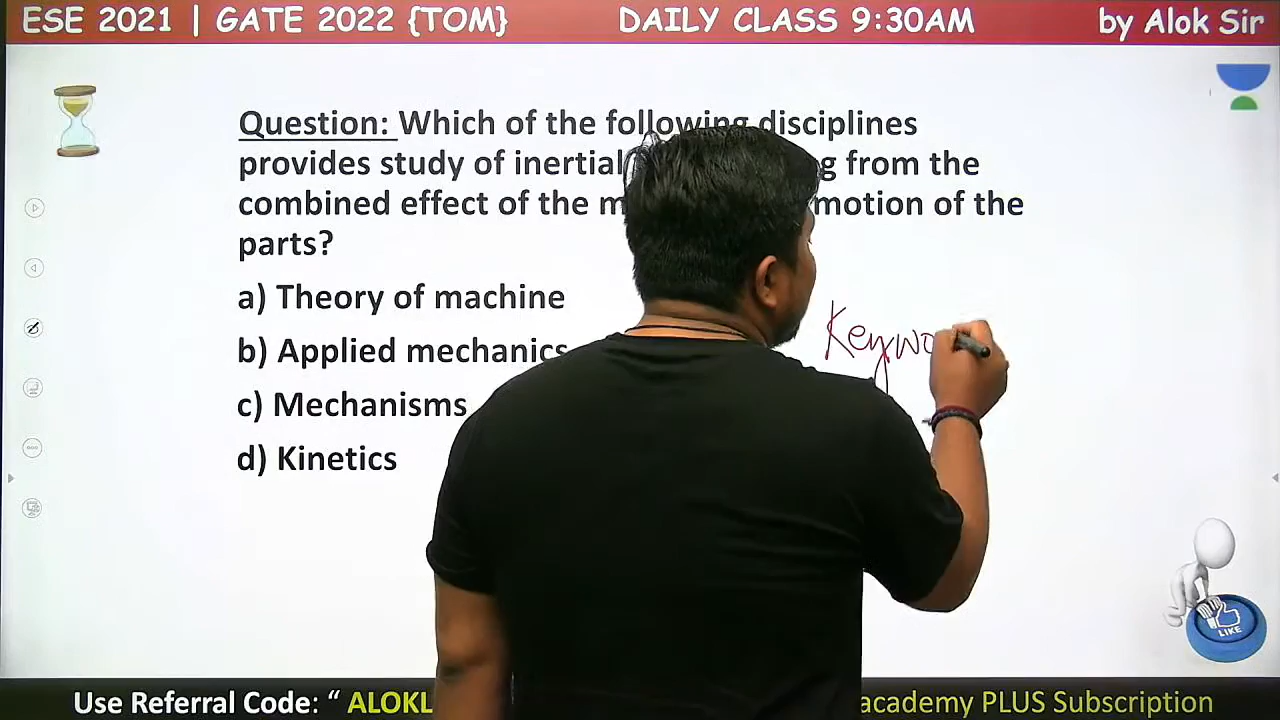 ESE 2021 | GATE 2022 {TOM} DAILY CLASS 9:30AM by Alok Sir
Question: Which of the following disciplines
provides study of inertial from the
combined effect of the motion of the
parts?
a) Theory of machine
b) Applied mechanics
c) Mechanisms
d) Kinetics
LIKE
Use Referral Code: “ ALOKL academy PLUS Subscription